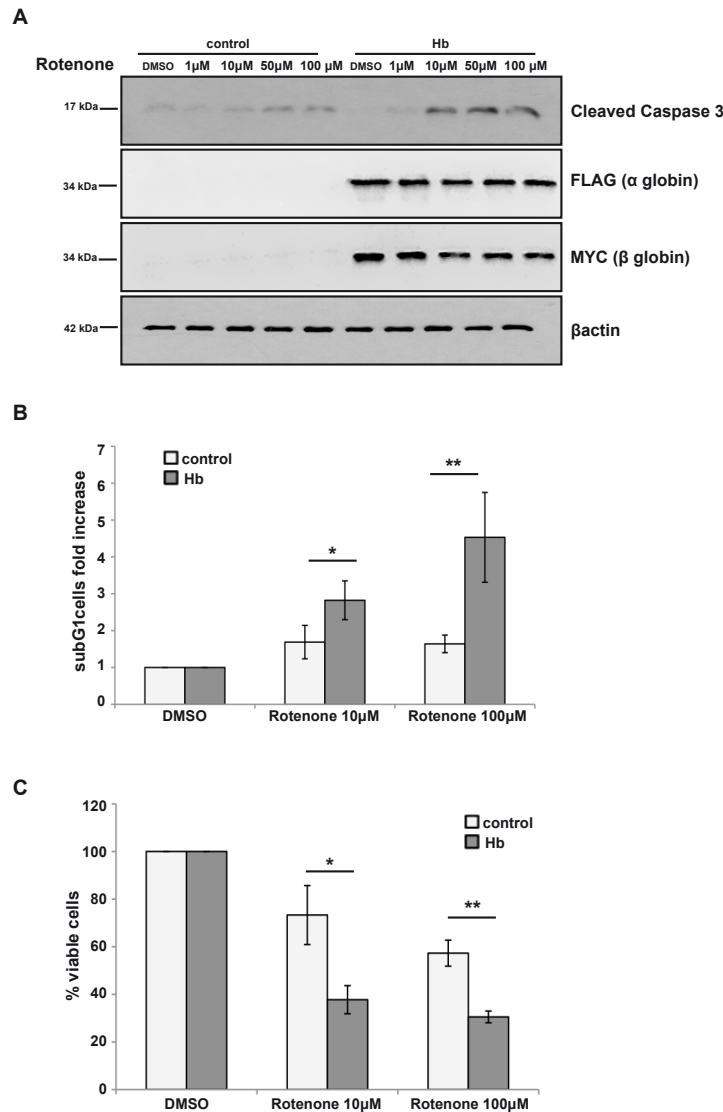 A
control Hb
Rotenone DMSO 1µM 10µM 50µM 100 µM DMSO 1µM 10µM 50µM 100 µM
17 kDa Cleaved Caspase 3
34 kDa FLAG (α globin)
34 kDa MYC (β globin)
42 kDa βactin
B
subG1cells fold increase
7
6
5
4
3
2
1
0
control
Hb
*
**
DMSO Rotenone 10µM Rotenone 100µM
C
% viable cells
120
100
80
60
40
20
0
control
Hb
*
**
DMSO Rotenone 10µM Rotenone 100µM